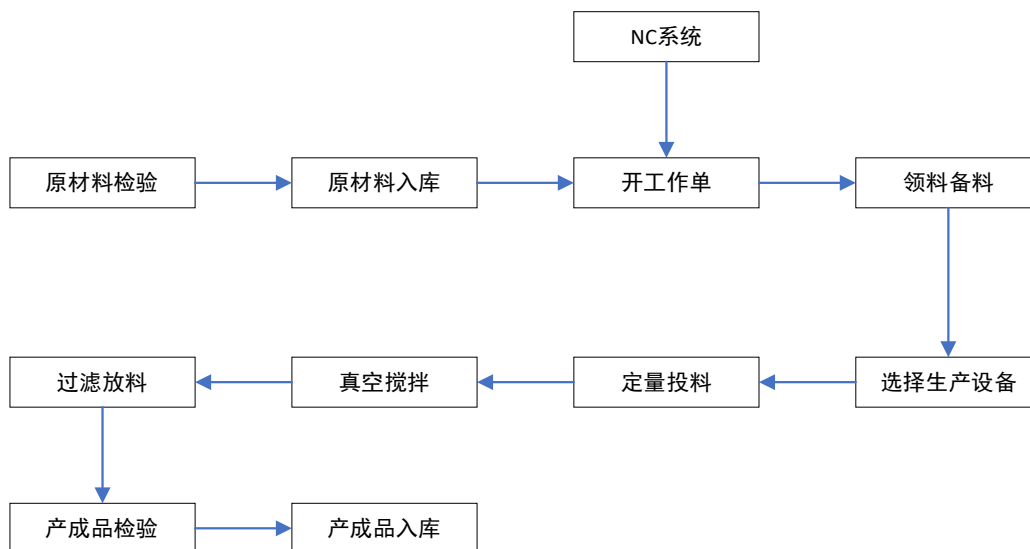 NC系统
原材料检验
原材料入库
开工作单
领料备料
过滤放料
真空搅拌
定量投料
选择生产设备
产成品检验
产成品入库